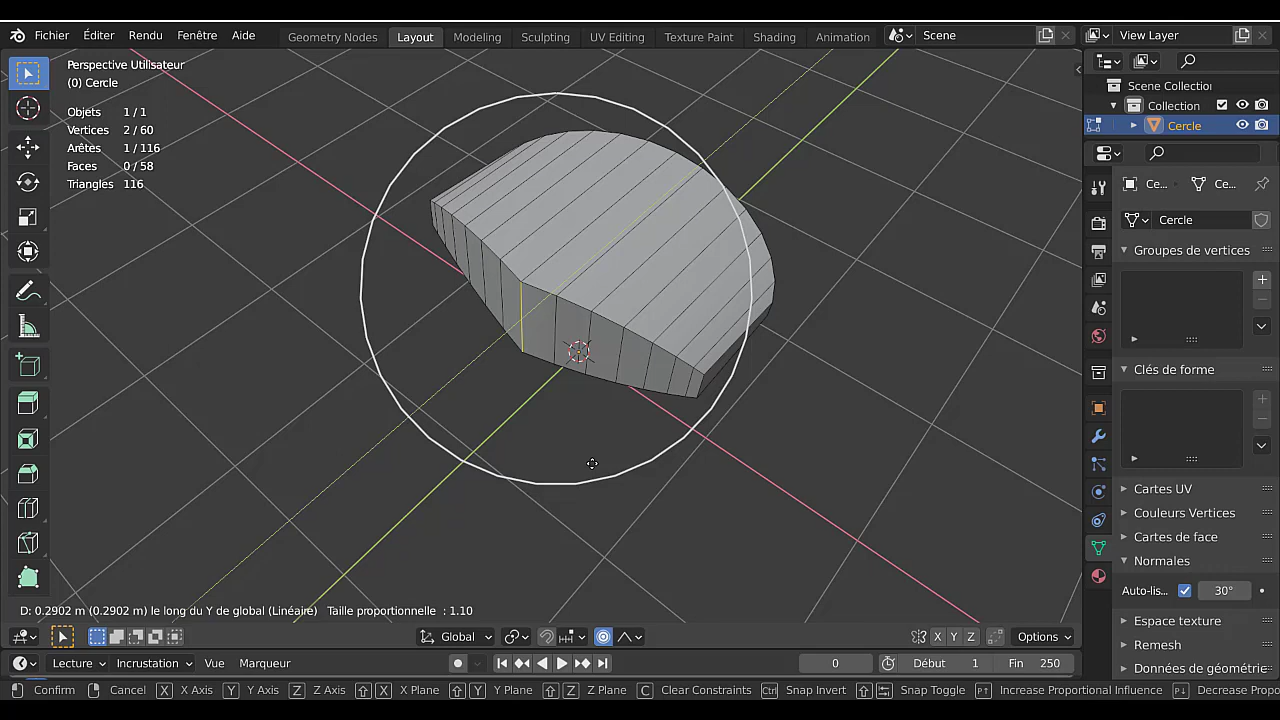 Fichier Éditer Rendu Fenêtre Aide Geometry Nodes Layout Modeling Sculpting UV Editing Texture Paint Shading Animation Scene View Layer
Perspective Utilisateur
(0) Cercle
Objets 1 / 1
Vertices 2 / 60
Arêtes 1 / 116
Faces 0 / 58
Triangles 116
Scene Collectio
Collection
Cercle
Ce... Ce...
Cercle
Groupes de vertices
Clés de forme
Cartes UV
Couleurs Vertices
Cartes de face
Normales
Auto-lis... 30°
Espace texture
Remesh
Données de géométrie
D: 0.2902 m (0.2902 m) le long du Y de global (Linéaire) Taille proportionnelle : 1.10
Global Options
X Y Z
Lecture Incrustation Vue Marqueur 0 Début 1 Fin 250
Confirm Cancel X X Axis Y Y Axis Z Z Axis X X Plane Y Y Plane Z Z Plane C Clear Constraints Ctrl Snap Invert Snap Toggle Increase Proportional Influence Decrease Propo